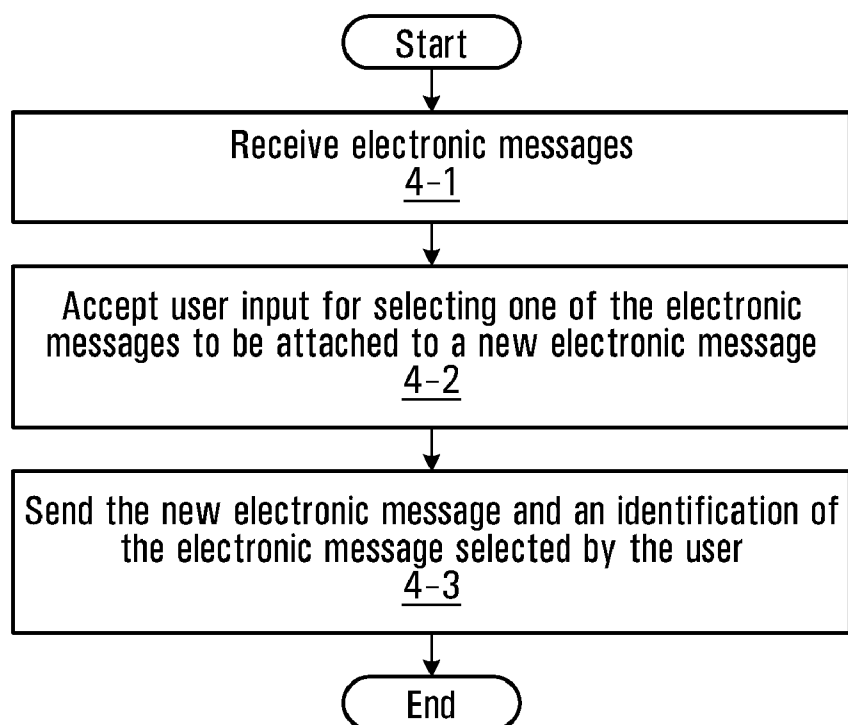 Start
Receive electronic messages
4-1
Accept user input for selecting one of the electronic
messages to be attached to a new electronic message
4-2
Send the new electronic message and an identification of
the electronic message selected by the user
4-3
End